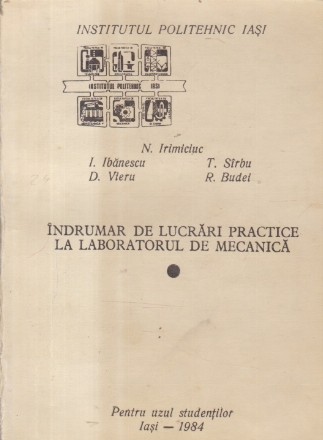 INSTITUTUL POLITEHNIC IAȘI
INSTITUTUL POLITEHNIC IASI
N. Irimiciuc
I. Ibănescu T. Sîrbu
D. Vieru R. Budei
ÎNDRUMAR DE LUCRĂRI PRACTICE
LA LABORATORUL DE MECANICĂ
Pentru uzul studenților
Iași — 1984